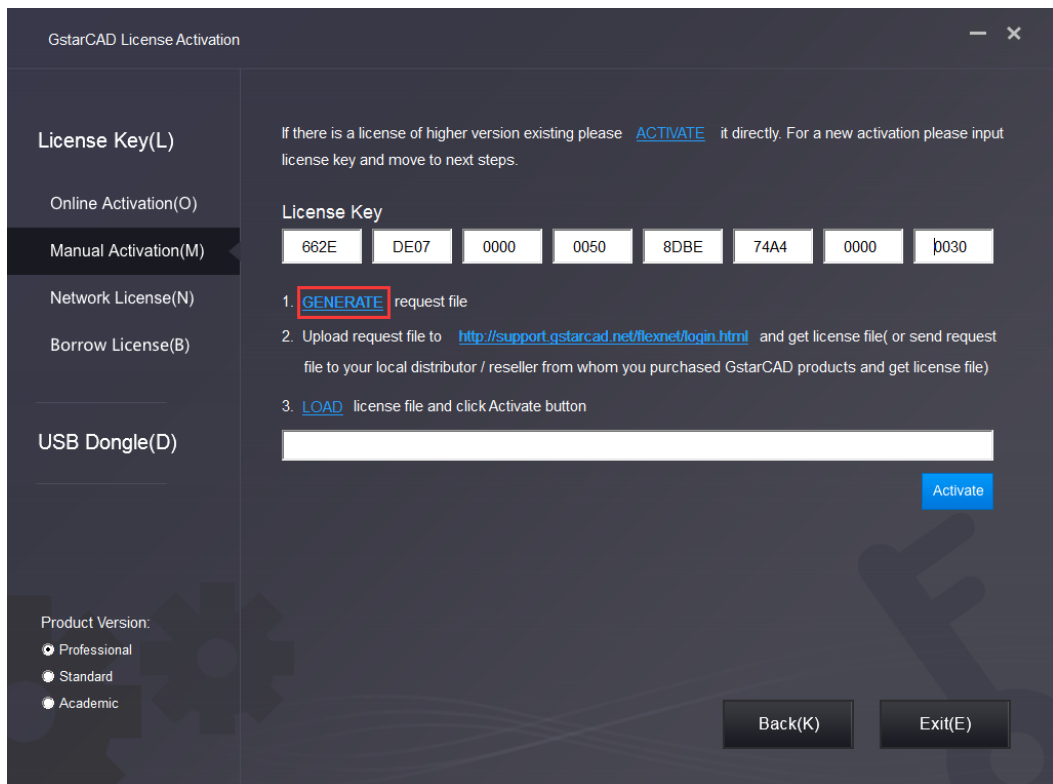 GstarCAD License Activation
License Key(L)
Online Activation(O)
Manual Activation(M)
Network License(N)
Borrow License(B)
USB Dongle(D)
Product Version:
Professional
Standard
Academic
If there is a license of higher version existing please ACTIVATE it directly. For a new activation please input
license key and move to next steps.
License Key
662E DE07 0000 0050 8DBE 74A4 0000 0030
1. GENERATE request file
2. Upload request file to http://support.gstarcad.net/flexnet/login.html and get license file( or send request
file to your local distributor / reseller from whom you purchased GstarCAD products and get license file)
3. LOAD license file and click Activate button
Activate
Back(K) Exit(E)